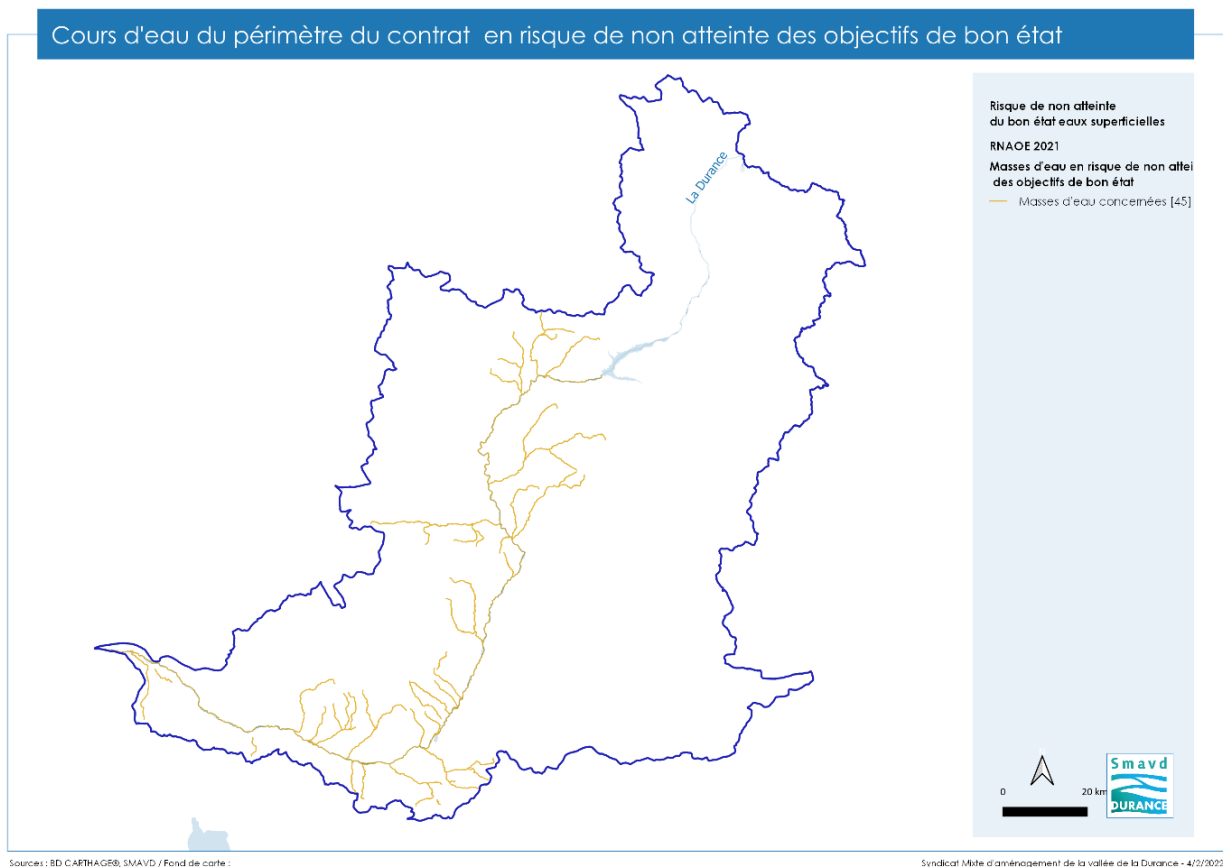 Cours d'eau du périmètre du contrat en risque de non atteinte des objectifs de bon état
Risque de non atteinte
du bon état eaux superficielles
RNAOE 2021
Masses d'eau en risque de non attei
des objectifs de bon état
Masses d'eau concernées [45]
La Durance
0 20 km
Smavd
DURANCE
Sources : BD CARTHAGE®, SMAVD / Fond de carte :
Syndicat Mixte d'aménagement de la vallée de la Durance - 4/2/2022